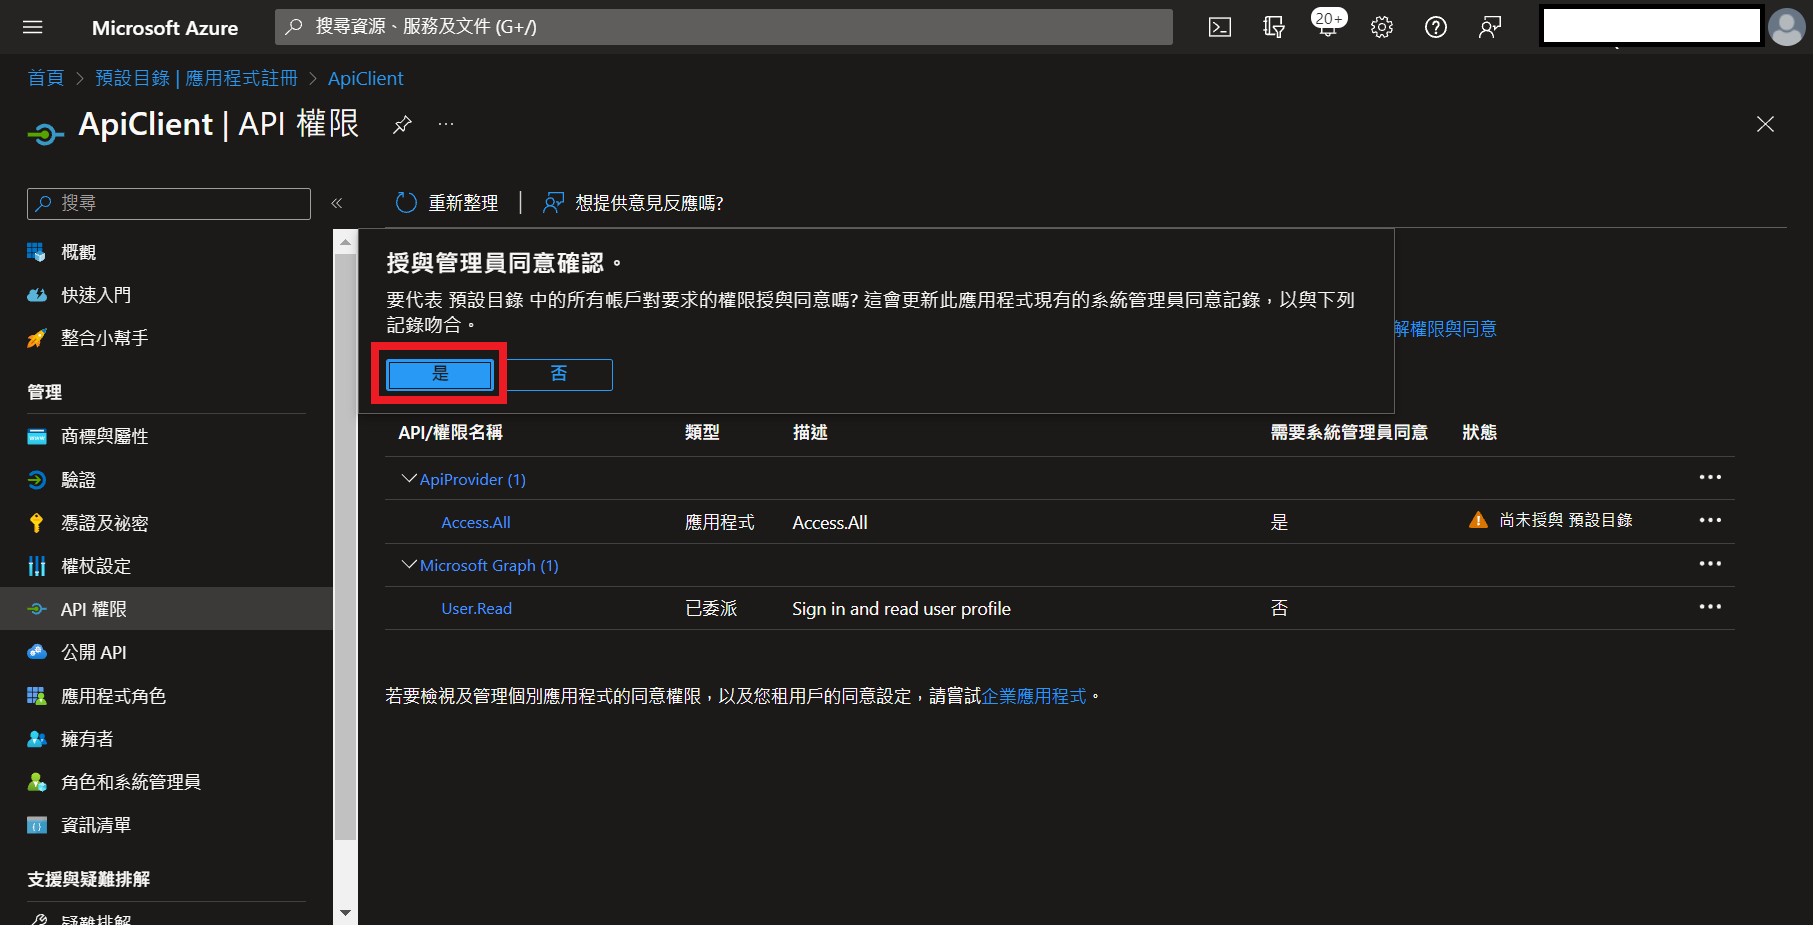 Microsoft Azure
搜尋資源、服務及文件 (G+/)
20+
首頁 > 預設目錄 | 應用程式註冊 > ApiClient
ApiClient | API 權限
搜尋
«
重新整理
想提供意見反應嗎?
概觀
快速入門
整合小幫手
管理
商標與屬性
驗證
憑證及祕密
權杖設定
API 權限
公開 API
應用程式角色
擁有者
角色和系統管理員
資訊清單
支援與疑難排解
疑難排解
授與管理員同意確認。
要代表 預設目錄 中的所有帳戶對要求的權限授與同意嗎? 這會更新此應用程式現有的系統管理員同意記錄，以與下列
記錄吻合。
是
否
解權限與同意
API/權限名稱 類型 描述 需要系統管理員同意 狀態
ApiProvider (1)
Access.All 應用程式 Access.All 是 尚未授與 預設目錄
Microsoft Graph (1)
User.Read 已委派 Sign in and read user profile 否
若要檢視及管理個別應用程式的同意權限，以及您租用戶的同意設定，請嘗試企業應用程式。